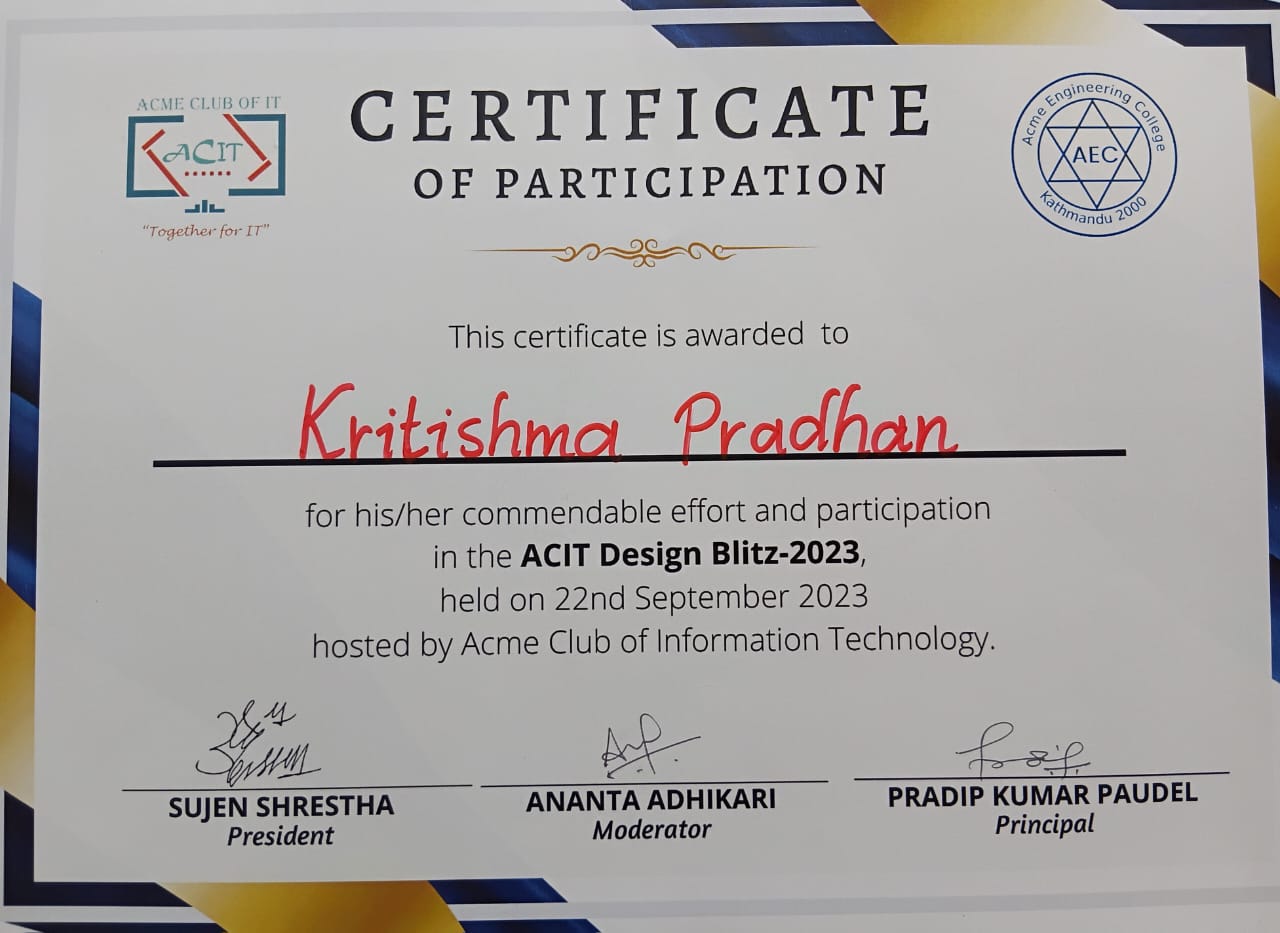 ACME CLUB OF IT
ACIT
"Together for IT"
CERTIFICATE
OF PARTICIPATION
Acme Engineering College
AEC
Kathmandu 2000
This certificate is awarded to
Kritishma Pradhan
for his/her commendable effort and participation
in the ACIT Design Blitz-2023,
held on 22nd September 2023
hosted by Acme Club of Information Technology.
SUJEN SHRESTHA
President
ANANTA ADHIKARI
Moderator
PRADIP KUMAR PAUDEL
Principal